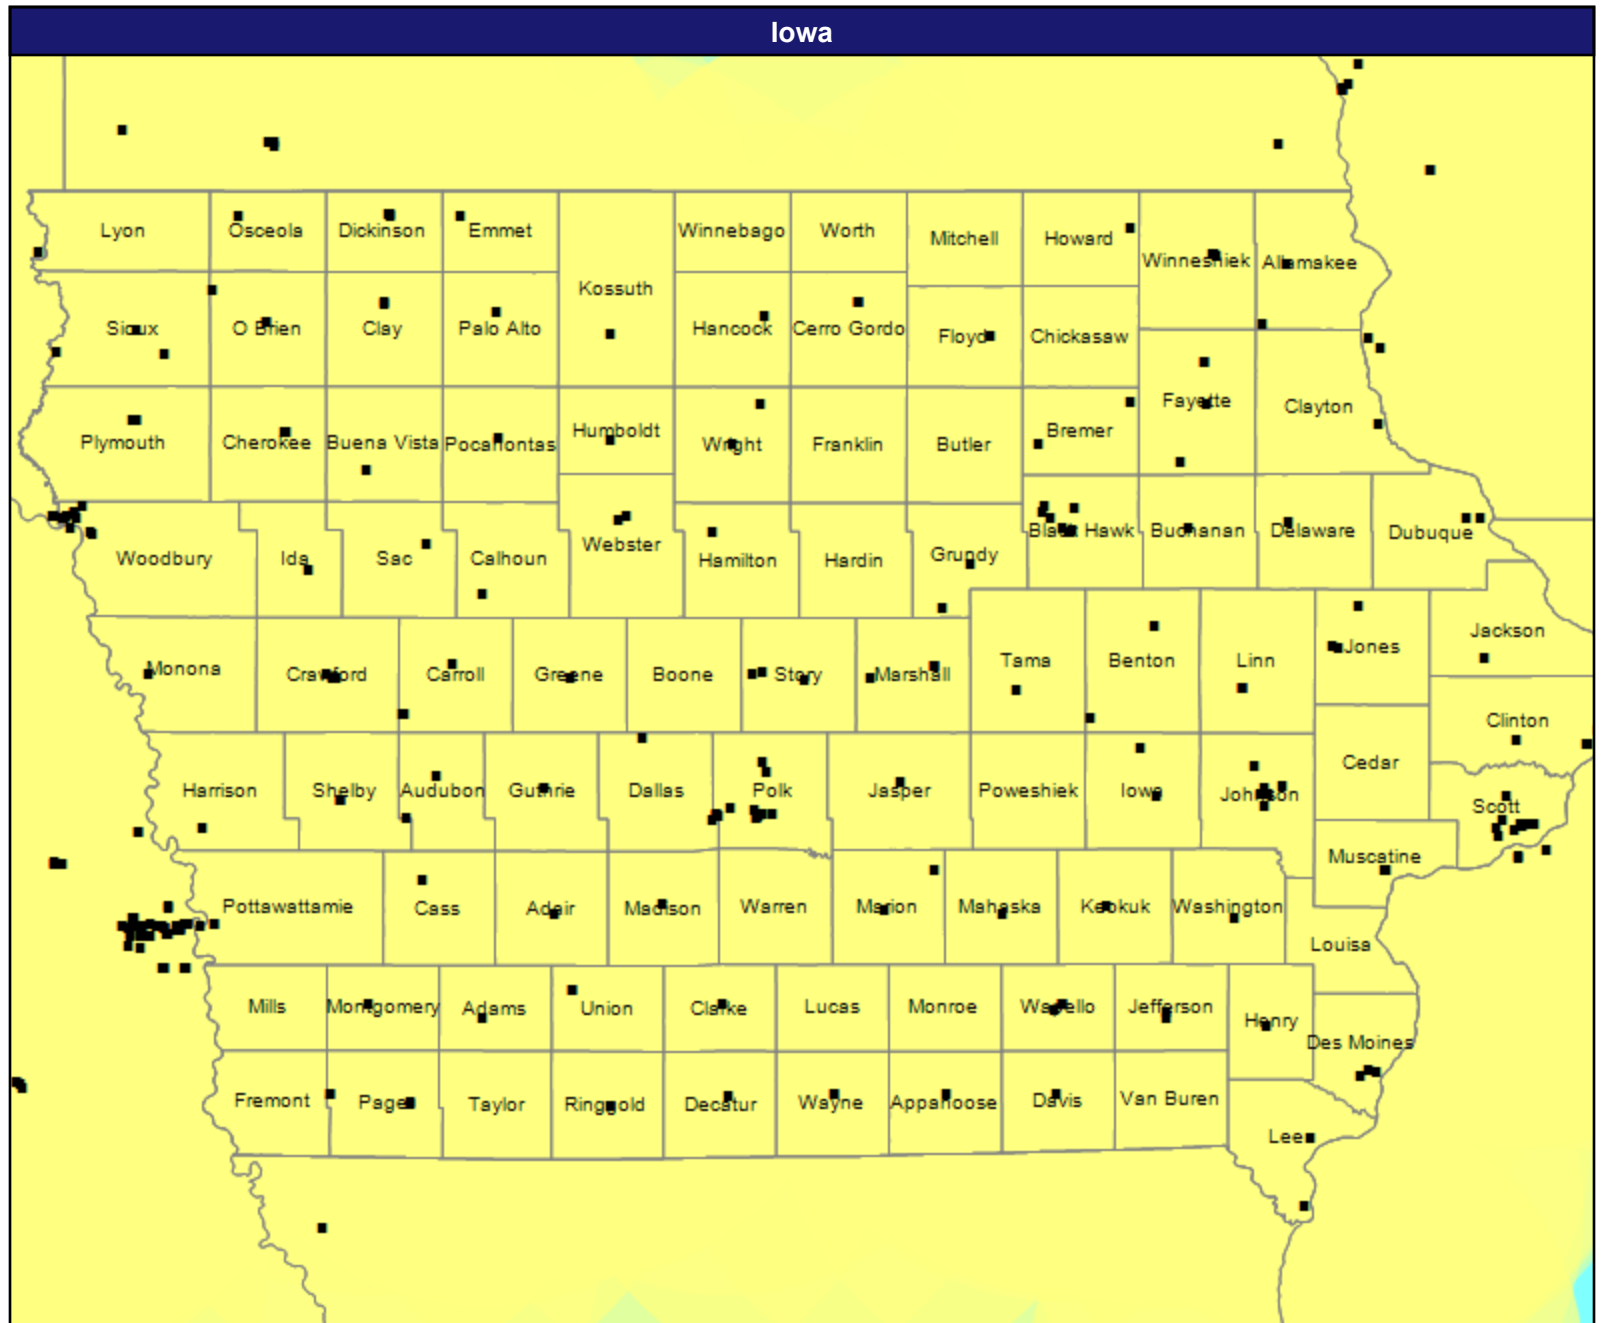 Iowa
Lyon
Osceola
Dickinson
Emmet
Kossuth
Winnebago
Worth
Mitchell
Howard
Winneshiek
Allamakee
Sioux
O Brien
Clay
Palo Alto
Hancock
Cerro Gordo
Floyd
Chickasaw
Plymouth
Cherokee
Buena Vista
Pocahontas
Humboldt
Wright
Franklin
Butler
Bremer
Fayette
Clayton
Woodbury
Ida
Sac
Calhoun
Webster
Hamilton
Hardin
Grundy
Black Hawk
Buchanan
Delaware
Dubuque
Monona
Crawford
Carroll
Greene
Boone
Story
Marshall
Tama
Benton
Linn
Jones
Jackson
Clinton
Harrison
Shelby
Audubon
Guthrie
Dallas
Polk
Jasper
Poweshiek
Iowa
Johnson
Cedar
Scott
Muscatine
Pottawattamie
Cass
Adair
Madison
Warren
Marion
Mahaska
Keokuk
Washington
Louisa
Mills
Montgomery
Adams
Union
Clarke
Lucas
Monroe
Wapello
Jefferson
Henry
Des Moines
Fremont
Page
Taylor
Ringgold
Decatur
Wayne
Appanoose
Davis
Van Buren
Lee